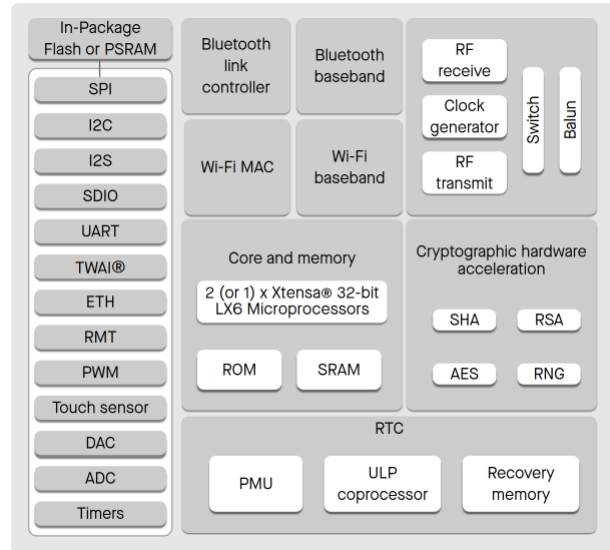 In-Package
Flash or PSRAM
SPI
I2C
I2S
SDIO
UART
TWAI®
ETH
RMT
PWM
Touch sensor
DAC
ADC
Timers
Bluetooth
link
controller
Bluetooth
baseband
Wi-Fi MAC
Wi-Fi
baseband
RF
receive
Clock
generator
RF
transmit
Switch
Balun
Core and memory
2 (or 1) x Xtensa® 32-bit
LX6 Microprocessors
ROM
SRAM
Cryptographic hardware
acceleration
SHA
RSA
AES
RNG
RTC
PMU
ULP
coprocessor
Recovery
memory